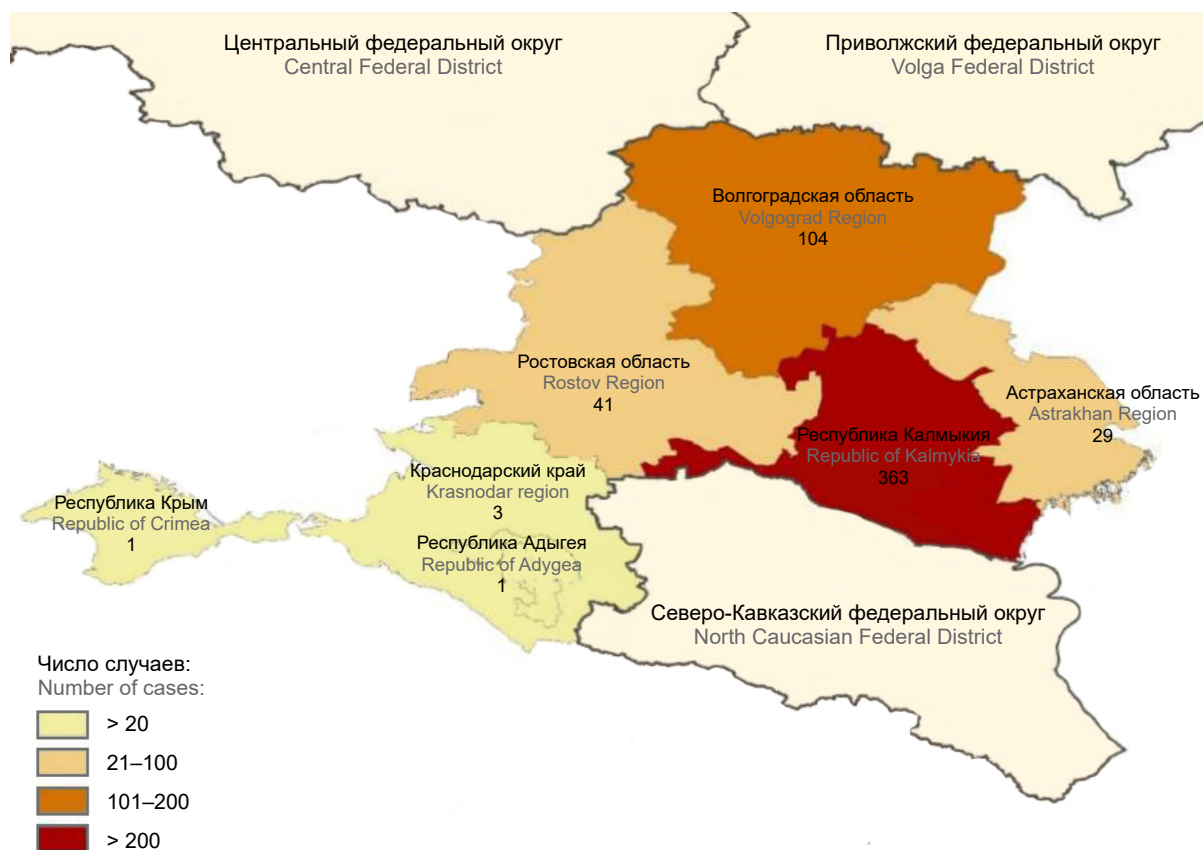 Центральный федеральный округ
Central Federal District
Приволжский федеральный округ
Volga Federal District
Волгоградская область
Volgograd Region
104
Ростовская область
Rostov Region
41
Астраханская область
Astrakhan Region
29
Республика Калмыкия
Republic of Kalmykia
363
Краснодарский край
Krasnodar region
3
Республика Крым
Republic of Crimea
1
Республика Адыгея
Republic of Adygea
1
Северо-Кавказский федеральный округ
North Caucasian Federal District
Число случаев:
Number of cases:
> 20
21–100
101–200
> 200